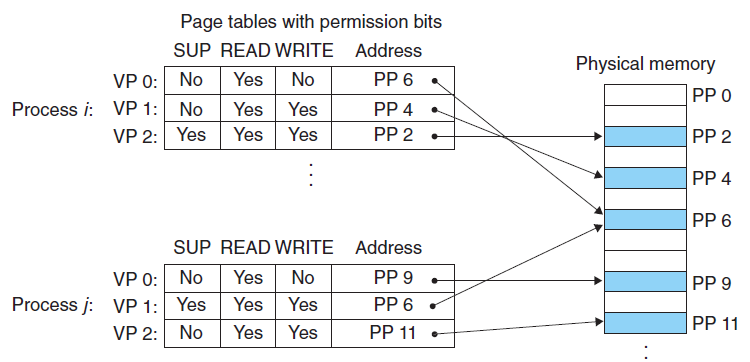 Page tables with permission bits
SUP READ WRITE Address
VP 0: No Yes No PP 6
Process i: VP 1: No Yes Yes PP 4
VP 2: Yes Yes Yes PP 2
Physical memory
PP 0
PP 2
PP 4
PP 6
PP 9
PP 11
SUP READ WRITE Address
VP 0: No Yes No PP 9
Process j: VP 1: Yes Yes Yes PP 6
VP 2: No Yes Yes PP 11